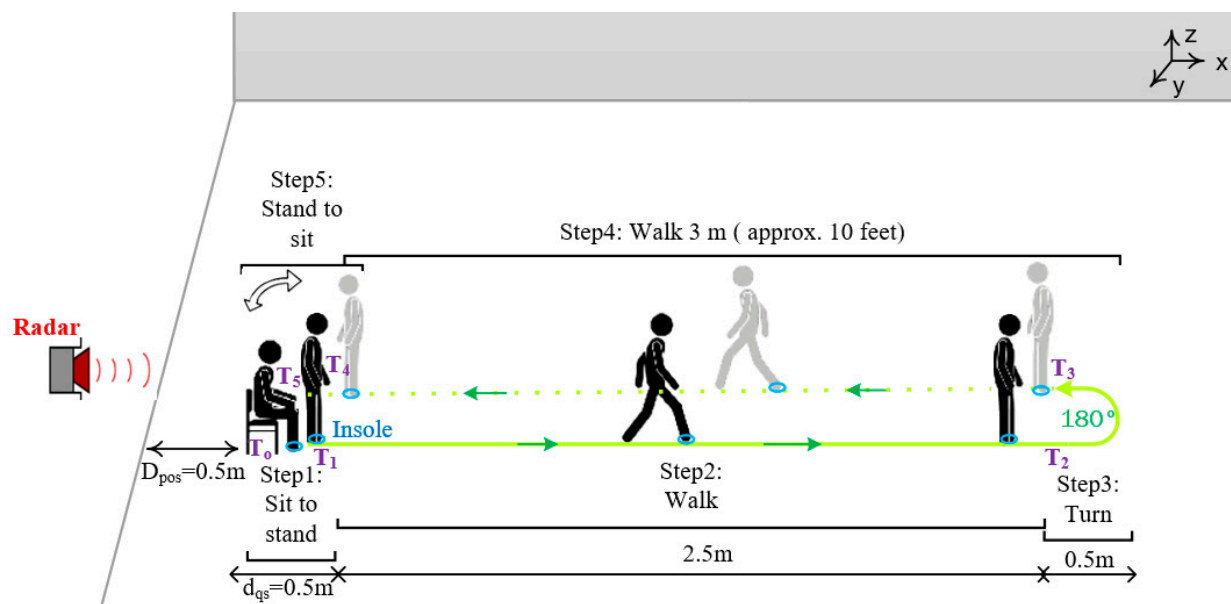 z
x
y
Step5:
Stand to
sit
Step4: Walk 3 m ( approx. 10 feet)
Radar
T5
T4
T3
Insole
180°
To
T1
T2
Dpos=0.5m
Step1:
Sit to
stand
Step2:
Walk
Step3:
Turn
2.5m
0.5m
dqs=0.5m